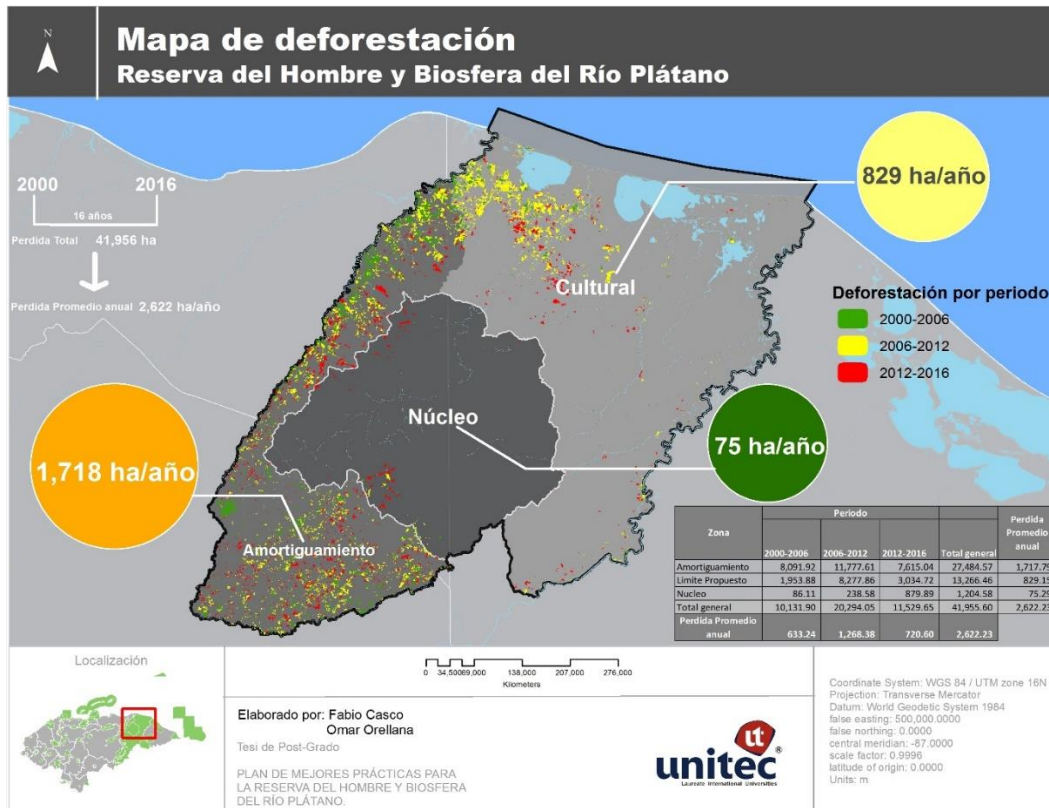 N
Mapa de deforestación
Reserva del Hombre y Biosfera del Río Plátano
2000 2016
16 años
Perdida Total 41,956 ha
Perdida Promedio anual 2,622 ha/año
829 ha/año
Cultural
Deforestación por periodo
2000-2006
2006-2012
2012-2016
Núcleo
75 ha/año
1,718 ha/año
Amortiguamiento
Zona Periodo Perdida Promedio anual
2000-2006 2006-2012 2012-2016 Total general
Amortiguamiento 8,091.92 11,777.61 7,615.04 27,484.57 1,717.79
Limite Propuesto 1,953.88 8,277.86 3,034.72 13,266.46 829.15
Nucleo 86.11 238.58 879.89 1,204.58 75.29
Total general 10,131.90 20,294.05 11,529.65 41,955.60 2,622.23
Perdida Promedio anual 633.24 1,268.38 720.60 2,622.23
Localización
0 34,500 69,000 138,000 207,000 276,000
Kilometers
Elaborado por: Fabio Casco
Omar Orellana
Tesi de Post-Grado
PLAN DE MEJORES PRÁCTICAS PARA
LA RESERVA DEL HOMBRE Y BIOSFERA
DEL RÍO PLÁTANO.
u
unitec®
Laureate International Universities
Coordinate System: WGS 84 / UTM zone 16N
Projection: Transverse Mercator
Datum: World Geodetic System 1984
false easting: 500,000.0000
false northing: 0.0000
central meridian: -87.0000
scale factor: 0.9996
latitude of origin: 0.0000
Units: m